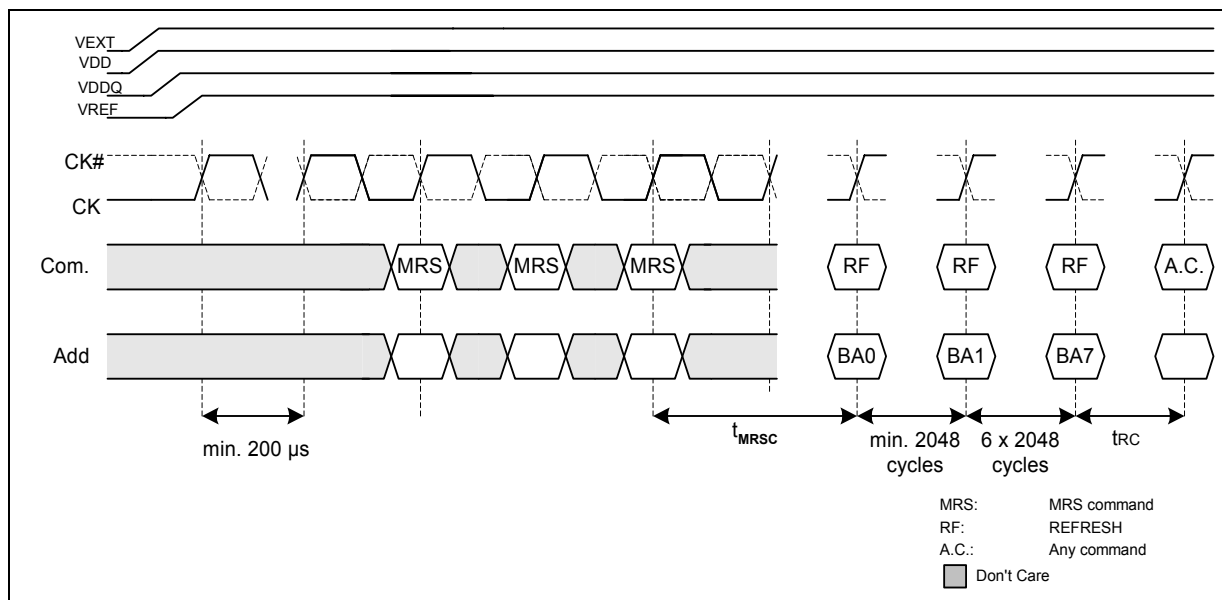 VEXT
VDD
VDDQ
VREF
CK#
CK
Com.
MRS MRS MRS RF RF RF A.C.
Add
BA0 BA1 BA7
min. 200 µs
tMRSC
min. 2048
cycles
6 x 2048
cycles
tRC
MRS: MRS command
RF: REFRESH
A.C.: Any command
Don't Care